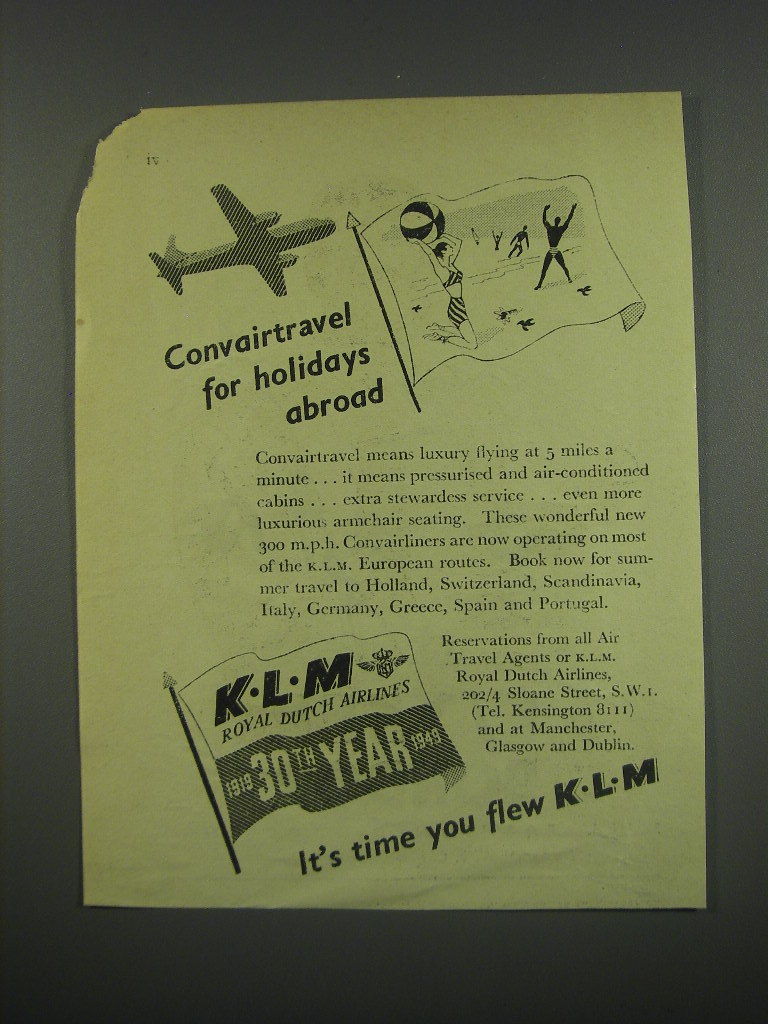 iv
Convairtravel
for holidays
abroad
Convairtravel means luxury flying at 5 miles a
minute . . . it means pressurised and air-conditioned
cabins . . . extra stewardess service . . . even more
luxurious armchair seating. These wonderful new
300 m.p.h. Convairliners are now operating on most
of the K.L.M. European routes. Book now for sum-
mer travel to Holland, Switzerland, Scandinavia,
Italy, Germany, Greece, Spain and Portugal.
K·L·M
ROYAL DUTCH AIRLINES
1919 30TH YEAR 1949
Reservations from all Air
Travel Agents or K.L.M.
Royal Dutch Airlines,
202/4 Sloane Street, S.W.1.
(Tel. Kensington 8111)
and at Manchester,
Glasgow and Dublin.
It's time you flew K·L·M